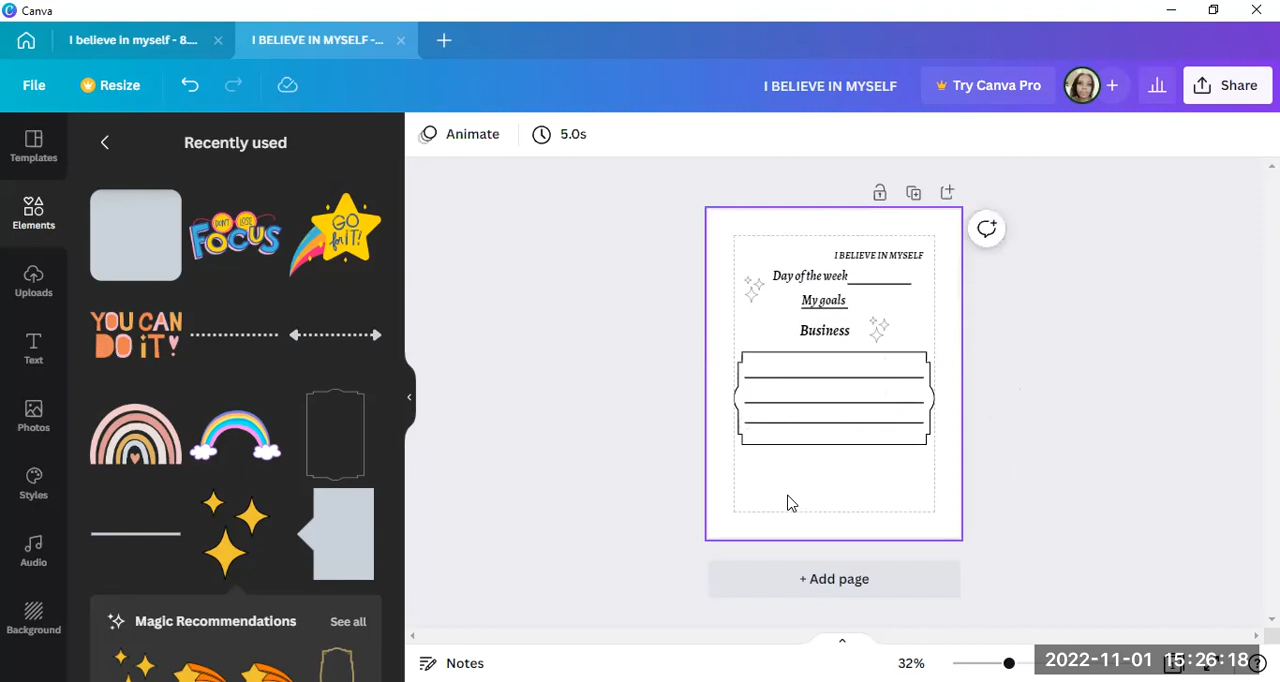 Canva
I believe in myself - 8....
I BELIEVE IN MYSELF -...
File
Resize
I BELIEVE IN MYSELF
Try Canva Pro
Share
Templates
Elements
Uploads
Text
Photos
Styles
Audio
Background
Recently used
DON'T LOSE
FOCUS
GO
for IT!
YOU CAN
DO iT!
Magic Recommendations
See all
Animate
5.0s
I BELIEVE IN MYSELF
Day of the week
My goals
Business
+ Add page
Notes
32%
2022-11-01 15:26:18